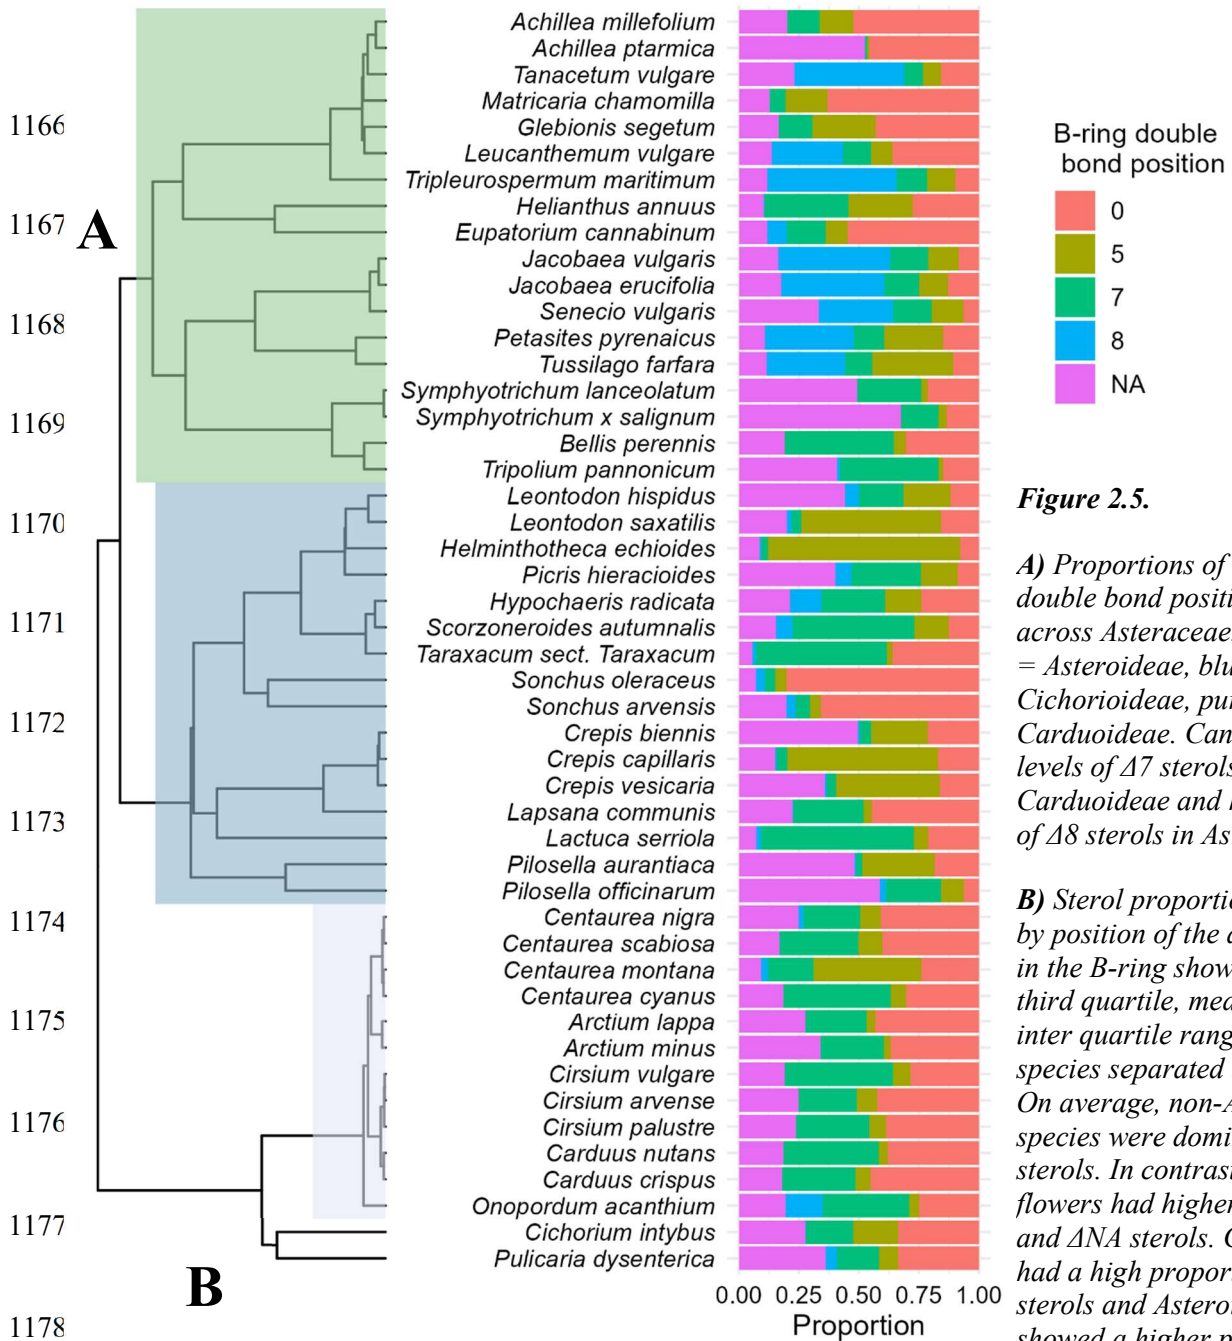 1166
1167
1168
1169
1170
1171
1172
1173
1174
1175
1176
1177
1178
A
B
Achillea millefolium
Achillea ptarmica
Tanacetum vulgare
Matricaria chamomilla
Glebionis segetum
Leucanthemum vulgare
Tripleurospermum maritimum
Helianthus annuus
Eupatorium cannabinum
Jacobaea vulgaris
Jacobaea erucifolia
Senecio vulgaris
Petasites pyrenaicus
Tussilago farfara
Symphyotrichum lanceolatum
Symphyotrichum x salignum
Bellis perennis
Tripolium pannonicum
Leontodon hispidus
Leontodon saxatilis
Helminthotheca echioides
Picris hieracioides
Hypochaeris radicata
Scorzoneroides autumnalis
Taraxacum sect. Taraxacum
Sonchus oleraceus
Sonchus arvensis
Crepis biennis
Crepis capillaris
Crepis vesicaria
Lapsana communis
Lactuca serriola
Pilosella aurantiaca
Pilosella officinarum
Centaurea nigra
Centaurea scabiosa
Centaurea montana
Centaurea cyanus
Arctium lappa
Arctium minus
Cirsium vulgare
Cirsium arvense
Cirsium palustre
Carduus nutans
Carduus crispus
Onopordum acanthium
Cichorium intybus
Pulicaria dysenterica
0.00 0.25 0.50 0.75 1.00
Proportion
B-ring double
bond position
0
5
7
8
NA
Figure 2.5.
A) Proportions of
double bond positi
across Asteraceae
= Asteroideae, blu
Cichorioideae, pu
Carduoideae. Can
levels of Δ7 sterols
Carduoideae and
of Δ8 sterols in As
B) Sterol proportio
by position of the
in the B-ring show
third quartile, med
inter quartile rang
species separated
On average, non-A
species were domi
sterols. In contras
flowers had higher
and ΔNA sterols.
had a high propor
sterols and Astero
showed a higher p